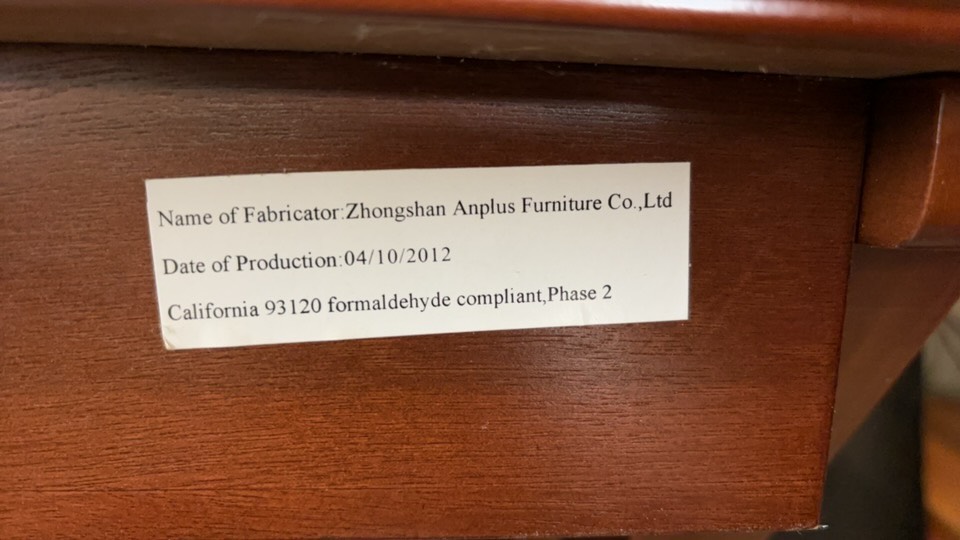 Name of Fabricator:Zhongshan Anplus Furniture Co.,Ltd
Date of Production:04/10/2012
California 93120 formaldehyde compliant,Phase 2